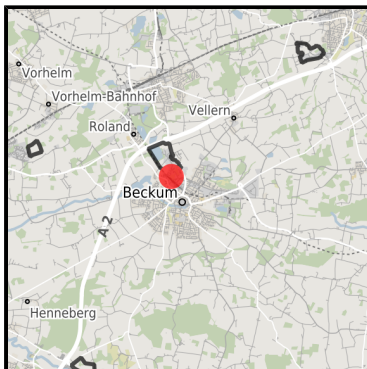 Vorhelm
Vorhelm-Bahnhof
Vellern
Roland
Beckum
A 2
Henneberg